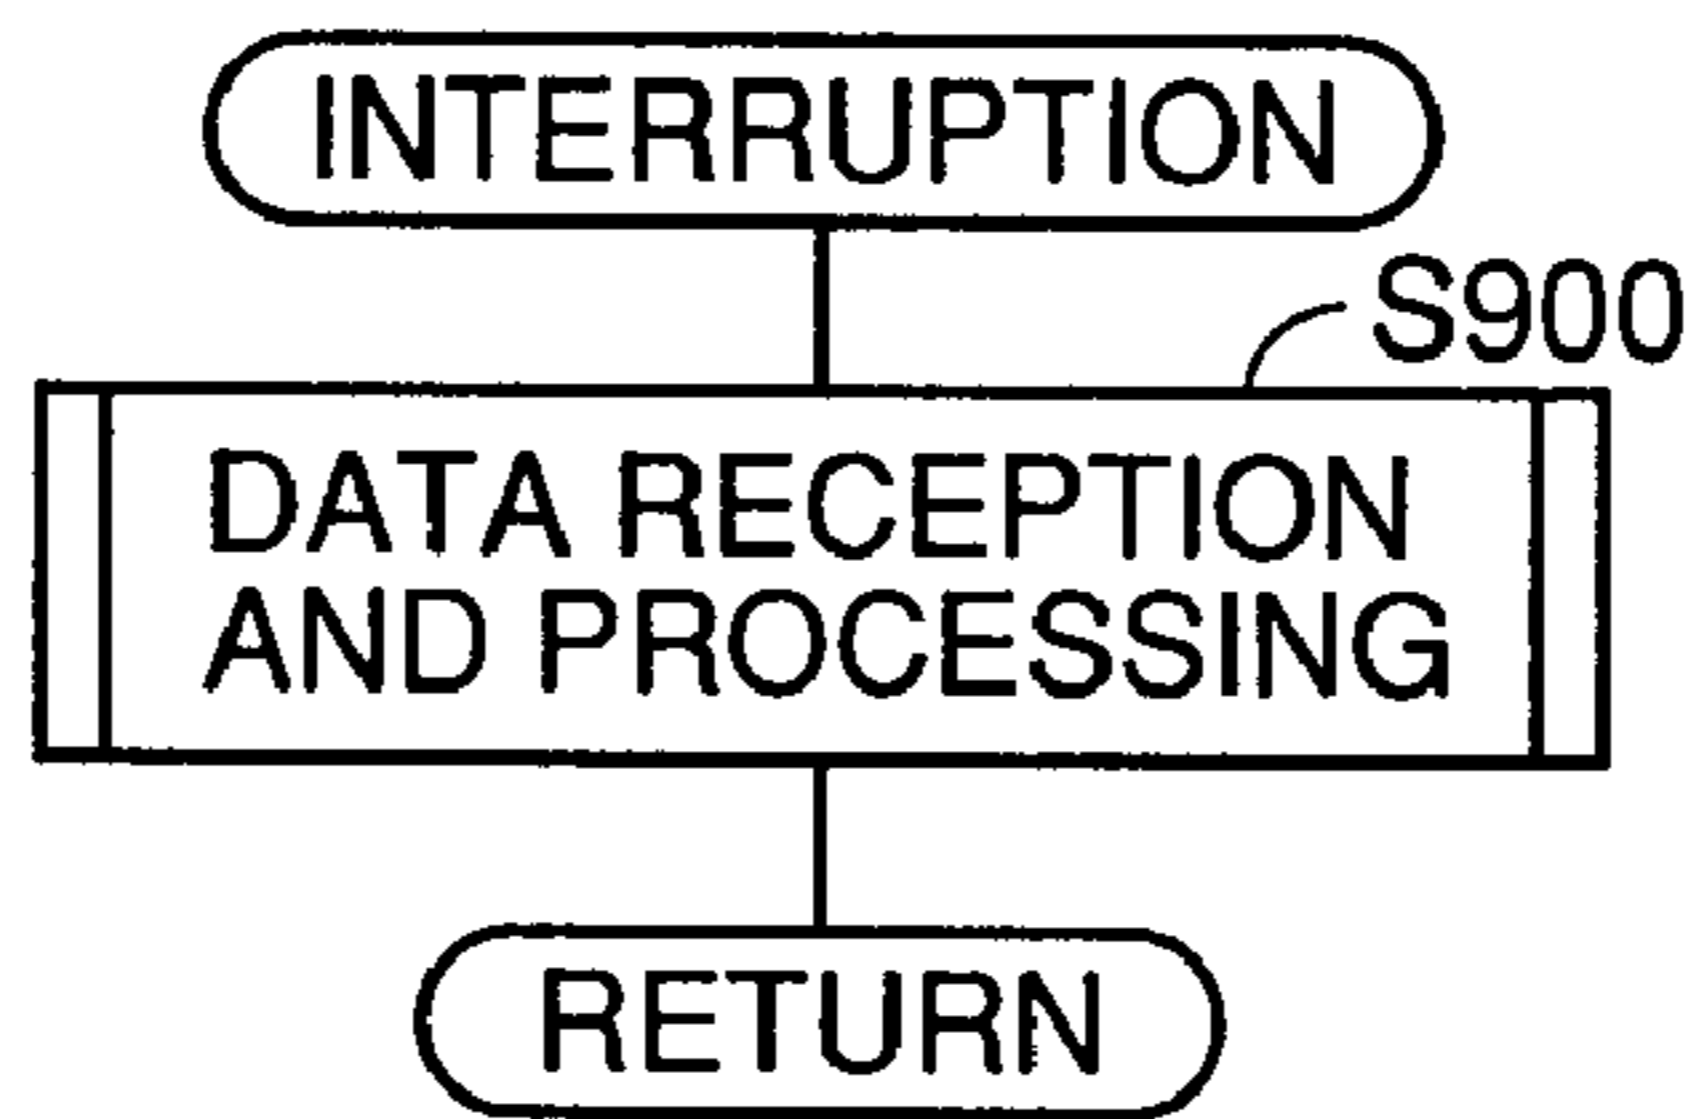 INTERRUPTION
S900
DATA RECEPTION
AND PROCESSING
RETURN